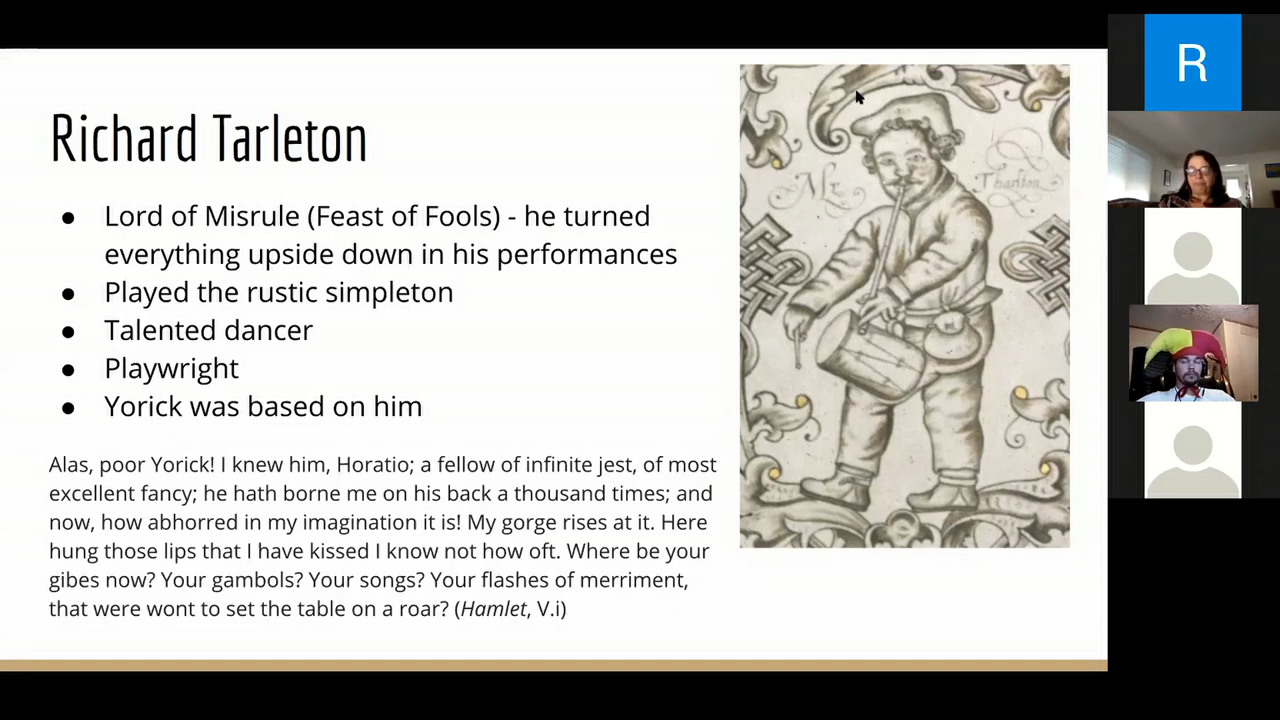 Richard Tarleton
● Lord of Misrule (Feast of Fools) - he turned
everything upside down in his performances
● Played the rustic simpleton
● Talented dancer
● Playwright
● Yorick was based on him
Alas, poor Yorick! I knew him, Horatio; a fellow of infinite jest, of most
excellent fancy; he hath borne me on his back a thousand times; and
now, how abhorred in my imagination it is! My gorge rises at it. Here
hung those lips that I have kissed I know not how oft. Where be your
gibes now? Your gambols? Your songs? Your flashes of merriment,
that were wont to set the table on a roar? (Hamlet, V.i)
Mr
R